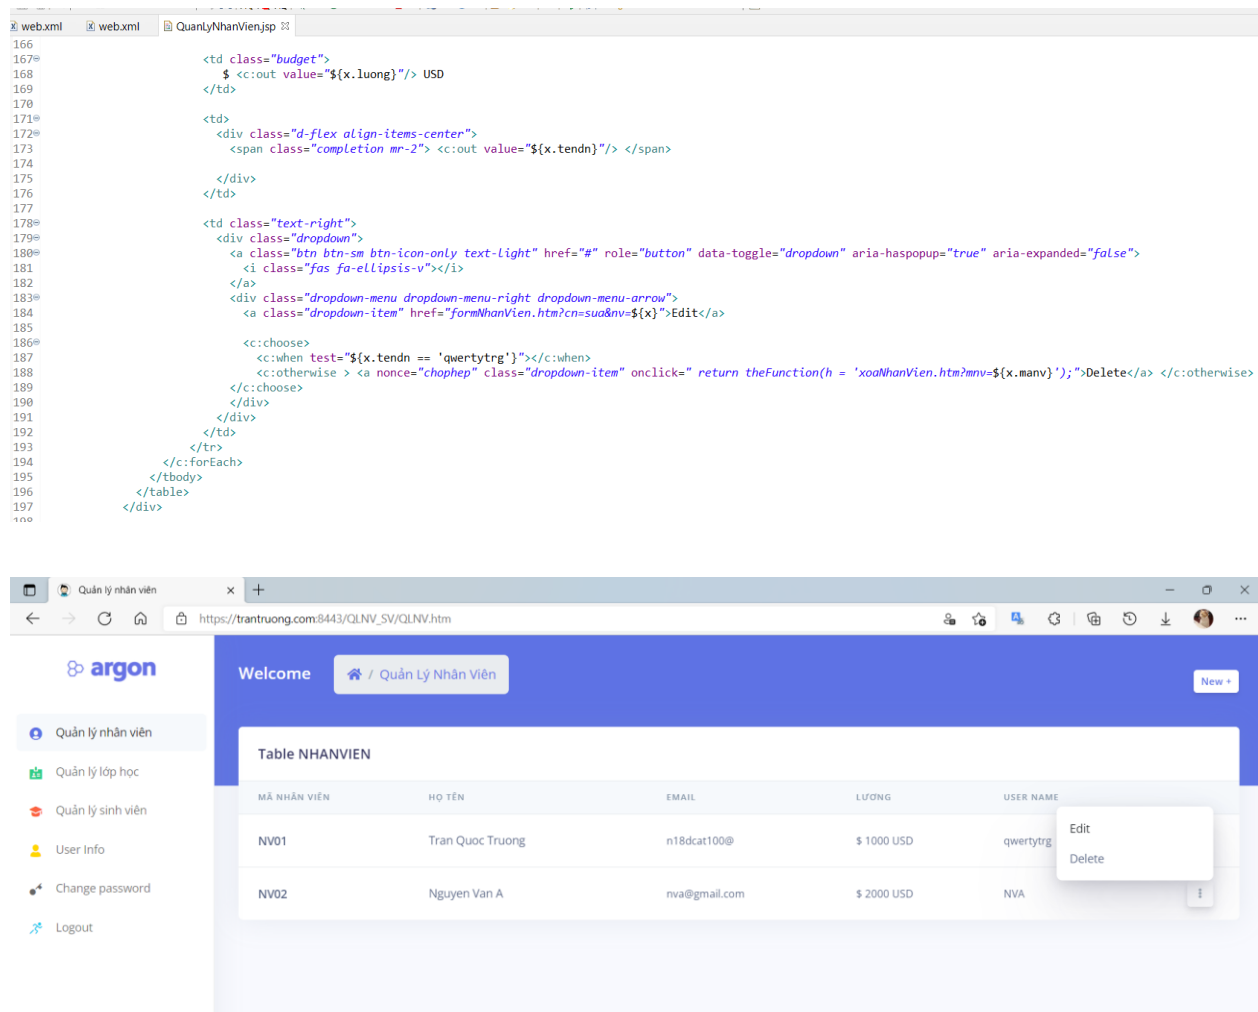 web.xml web.xml QuanLyNhanVien.jsp
166
167 <td class="budget">
168 $ <c:out value="${x.luong}"/> USD
169 </td>
170
171 <td>
172 <div class="d-flex align-items-center">
173 <span class="completion mr-2"> <c:out value="${x.tendn}"/> </span>
174
175 </div>
176 </td>
177
178 <td class="text-right">
179 <div class="dropdown">
180 <a class="btn btn-sm btn-icon-only text-light" href="#" role="button" data-toggle="dropdown" aria-haspopup="true" aria-expanded="false">
181 <i class="fas fa-ellipsis-v"></i>
182 </a>
183 <div class="dropdown-menu dropdown-menu-right dropdown-menu-arrow">
184 <a class="dropdown-item" href="formNhanVien.htm?cn=sua&nv=${x}">Edit</a>
185
186 <c:choose>
187 <c:when test="${x.tendn == 'qwertytrg'}"></c:when>
188 <c:otherwise > <a nonce="chophep" class="dropdown-item" onclick=" return theFunction(h = 'xoaNhanVien.htm?mnv=${x.manv}');">Delete</a> </c:otherwise>
189 </c:choose>
190 </div>
191 </div>
192 </td>
193 </tr>
194 </c:forEach>
195 </tbody>
196 </table>
197 </div>
198
Quản lý nhân viên
https://trantruong.com:8443/QLNV_SV/QLNV.htm
argon
Welcome / Quản Lý Nhân Viên
New +
Quản lý nhân viên
Quản lý lớp học
Quản lý sinh viên
User Info
Change password
Logout
Table NHANVIEN
MÃ NHÂN VIÊN HỌ TÊN EMAIL LƯƠNG USER NAME
NV01 Tran Quoc Truong n18dcat100@ $ 1000 USD qwertytrg
NV02 Nguyen Van A nva@gmail.com $ 2000 USD NVA
Edit
Delete